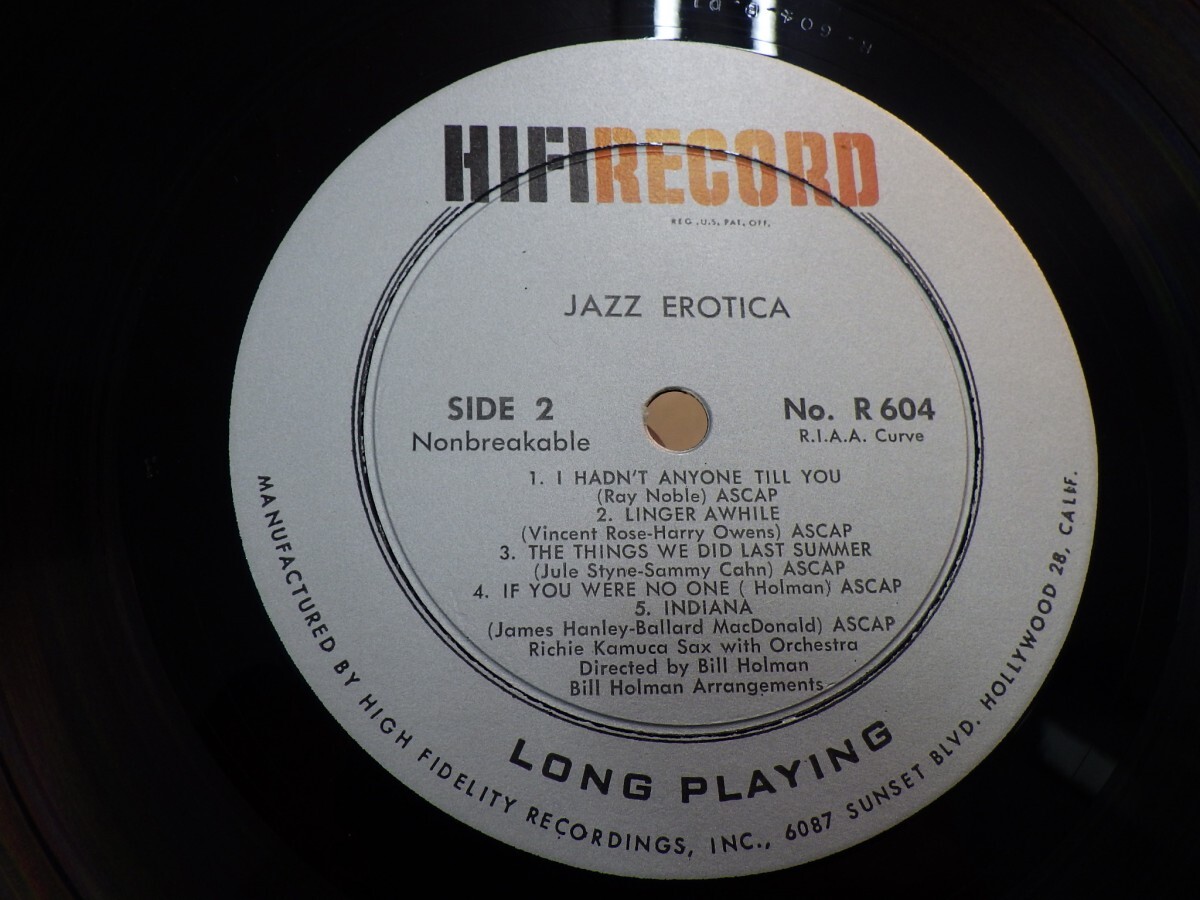 HIFIRECORD
REG. U.S. PAT. OFF.
JAZZ EROTICA
SIDE 2
Nonbreakable
No. R 604
R.I.A.A. Curve
1. I HADN'T ANYONE TILL YOU
(Ray Noble) ASCAP
2. LINGER AWHILE
(Vincent Rose-Harry Owens) ASCAP
3. THE THINGS WE DID LAST SUMMER
(Jule Styne-Sammy Cahn) ASCAP
4. IF YOU WERE NO ONE ( Holman) ASCAP
5. INDIANA
(James Hanley-Ballard MacDonald) ASCAP
Richie Kamuca Sax with Orchestra
Directed by Bill Holman
Bill Holman Arrangements
LONG PLAYING
MANUFACTURED BY HIGH FIDELITY RECORDINGS, INC., 6087 SUNSET BLVD. HOLLYWOOD 28, CALIF.